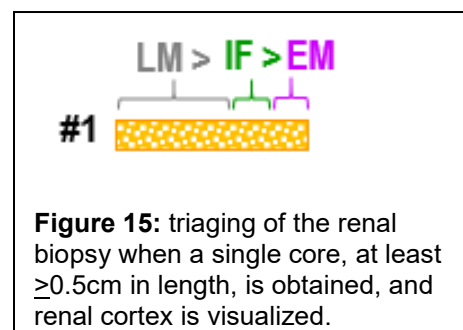 LM > IF > EM
#1
Figure 15: triaging of the renal
biopsy when a single core, at least
≥0.5cm in length, is obtained, and
renal cortex is visualized.